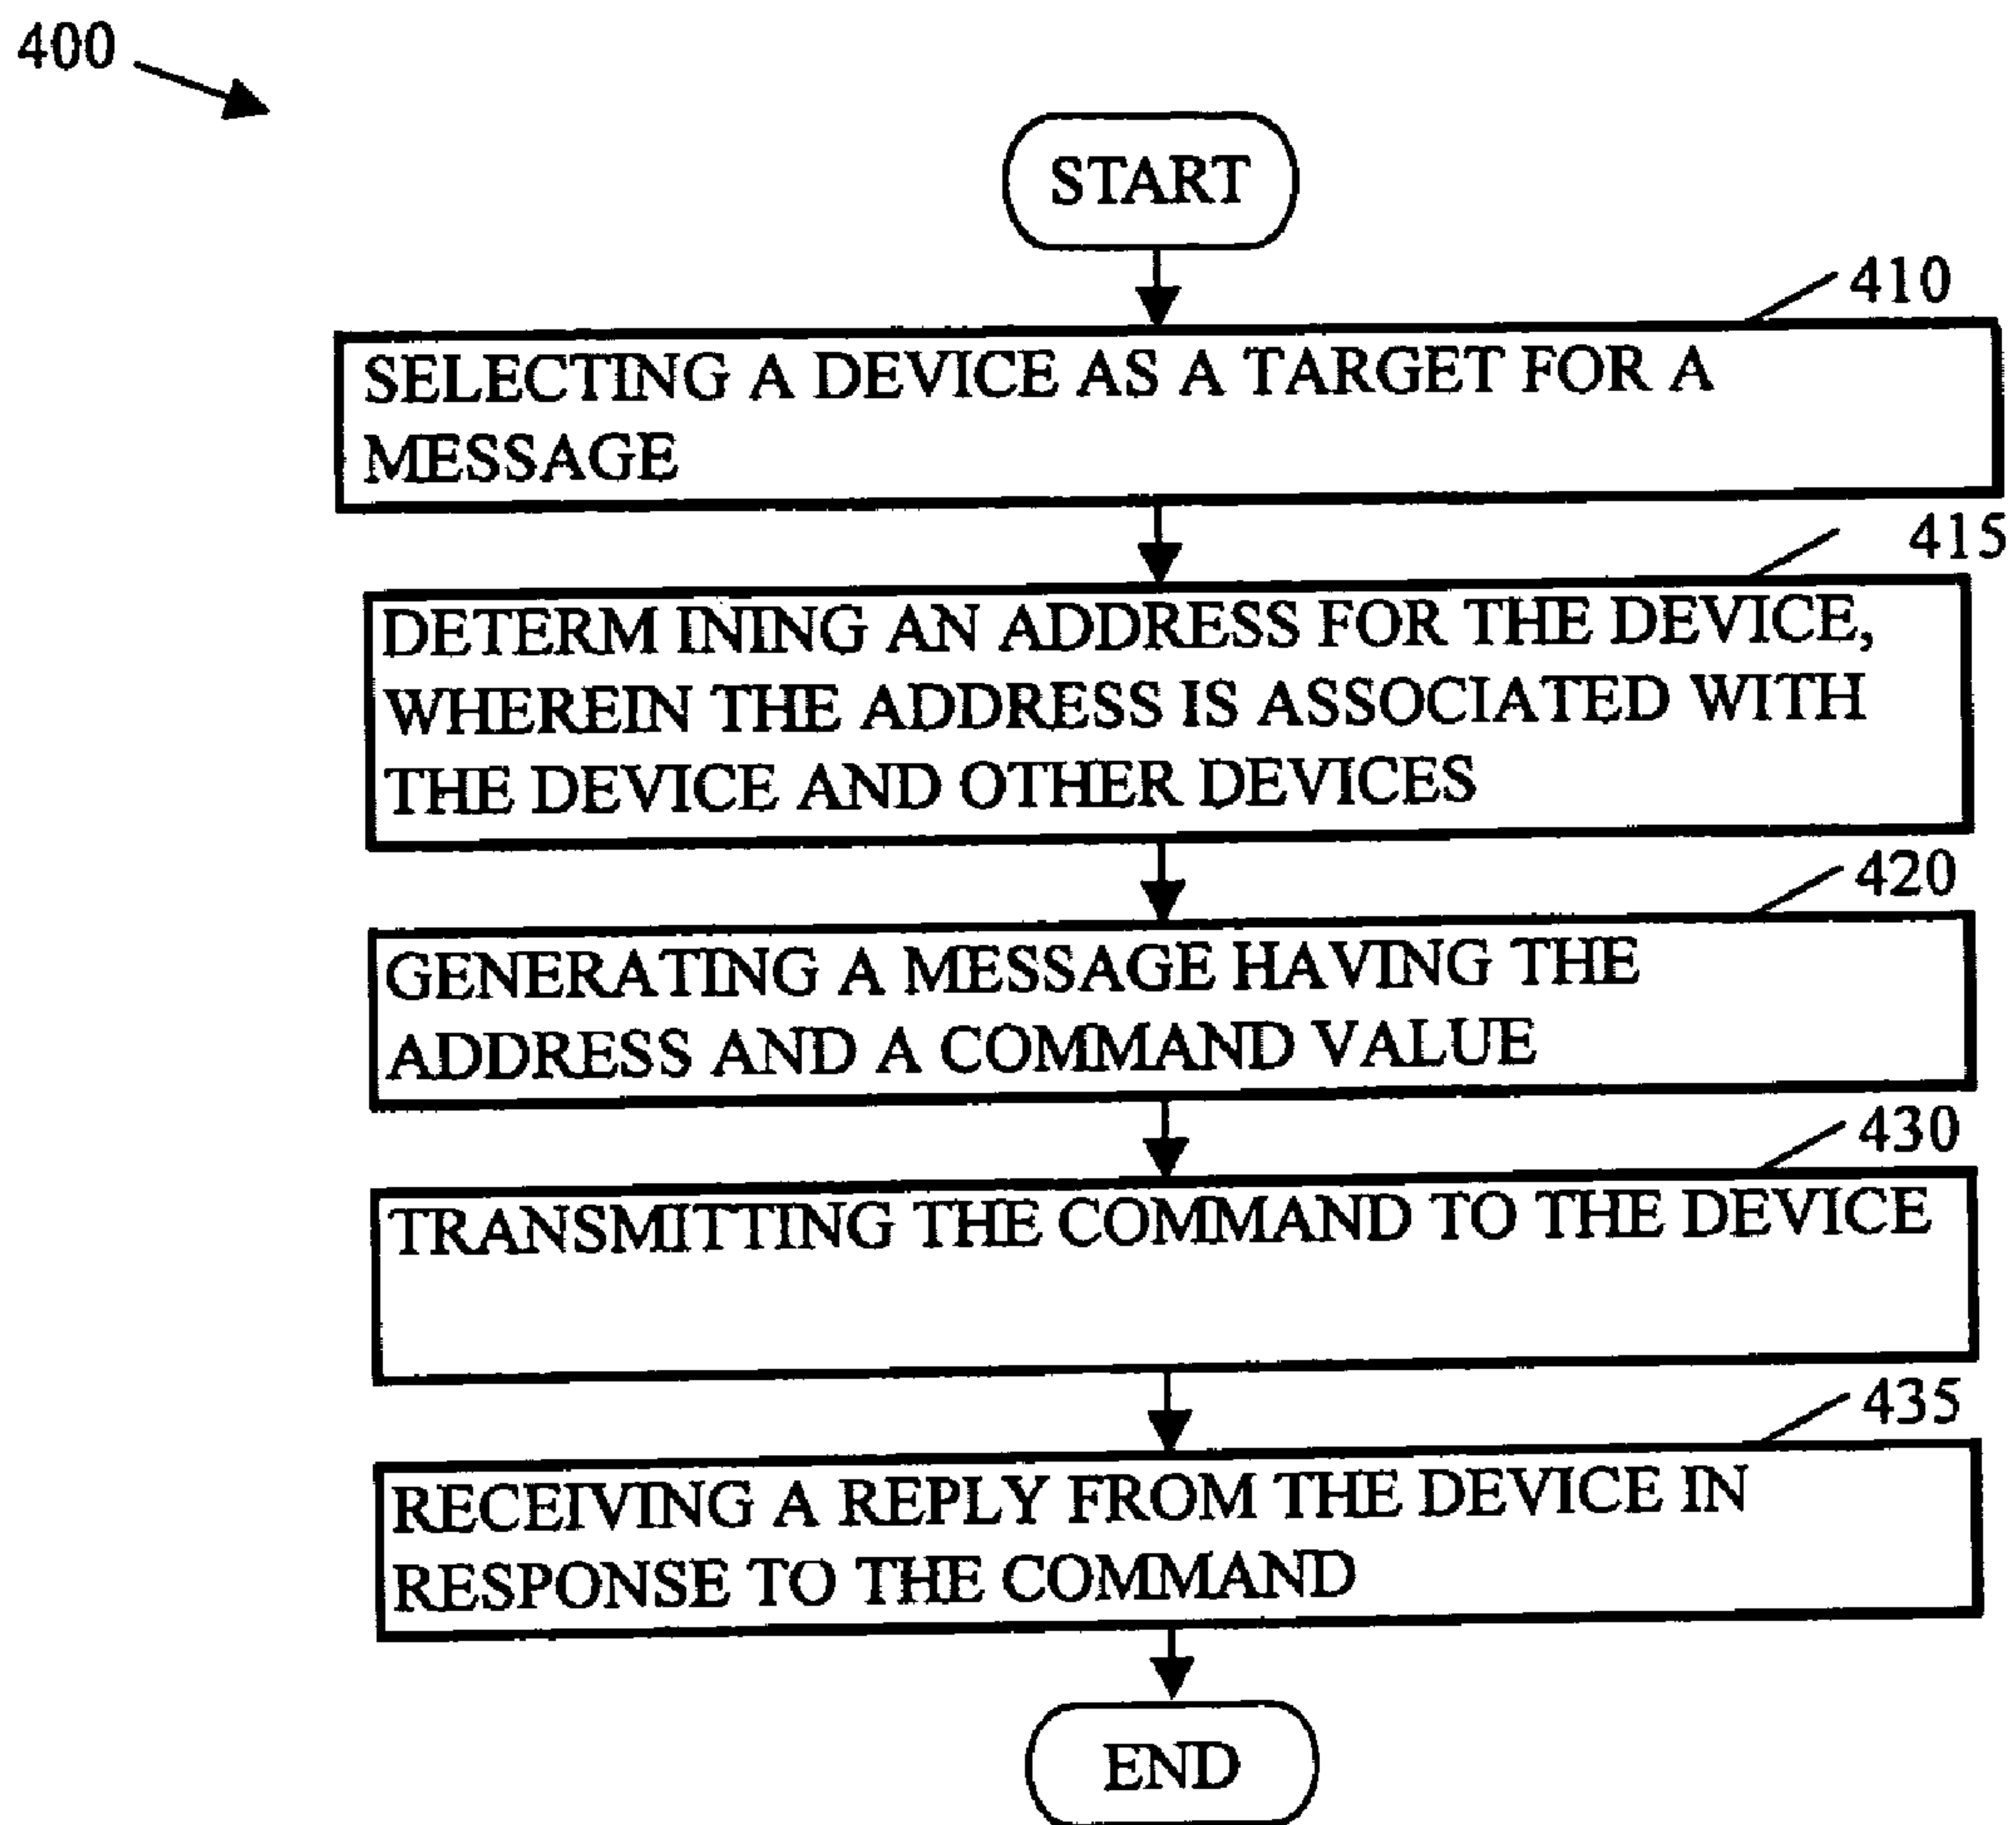 400
START
410
SELECTING A DEVICE AS A TARGET FOR A
MESSAGE
415
DETERM INING AN ADDRESS FOR THE DEVICE,
WHEREIN THE ADDRESS IS ASSOCIATED WITH
THE DEVICE AND OTHER DEVICES
420
GENERATING A MESSAGE HAVING THE
ADDRESS AND A COMMAND VALUE
430
TRANSMITTING THE COMMAND TO THE DEVICE
435
RECEIVING A REPLY FROM THE DEVICE IN
RESPONSE TO THE COMMAND
END